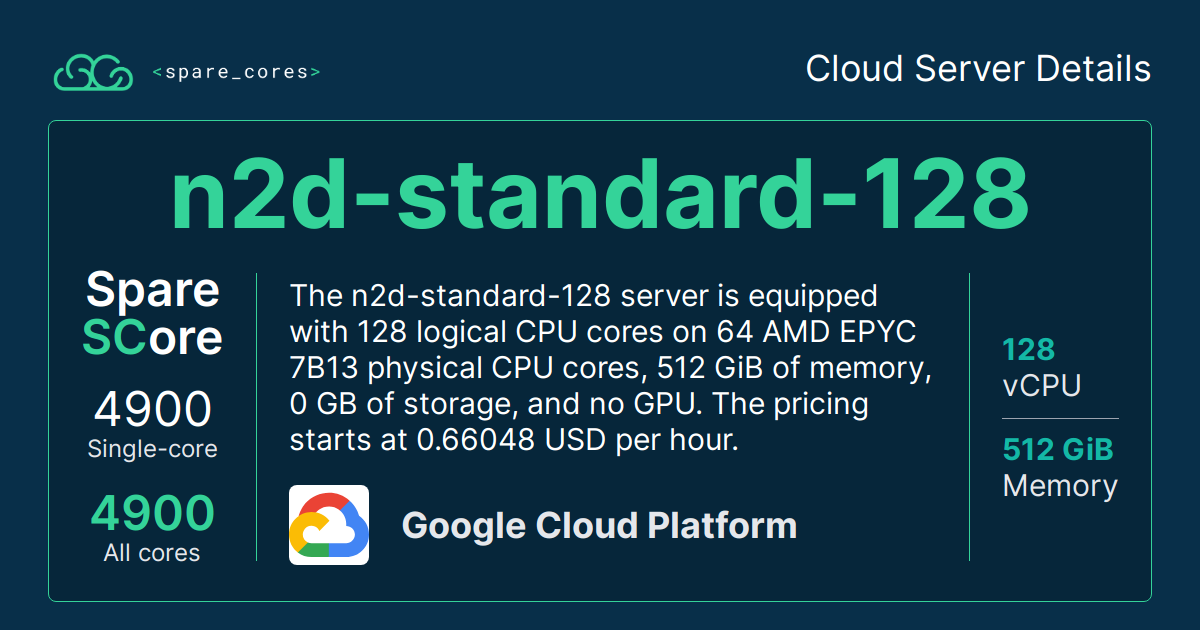 <spare_cores>
Cloud Server Details
n2d-standard-128
Spare
SCore
4900
Single-core
4900
All cores
The n2d-standard-128 server is equipped
with 128 logical CPU cores on 64 AMD EPYC
7B13 physical CPU cores, 512 GiB of memory,
0 GB of storage, and no GPU. The pricing
starts at 0.66048 USD per hour.
Google Cloud Platform
128
vCPU
512 GiB
Memory